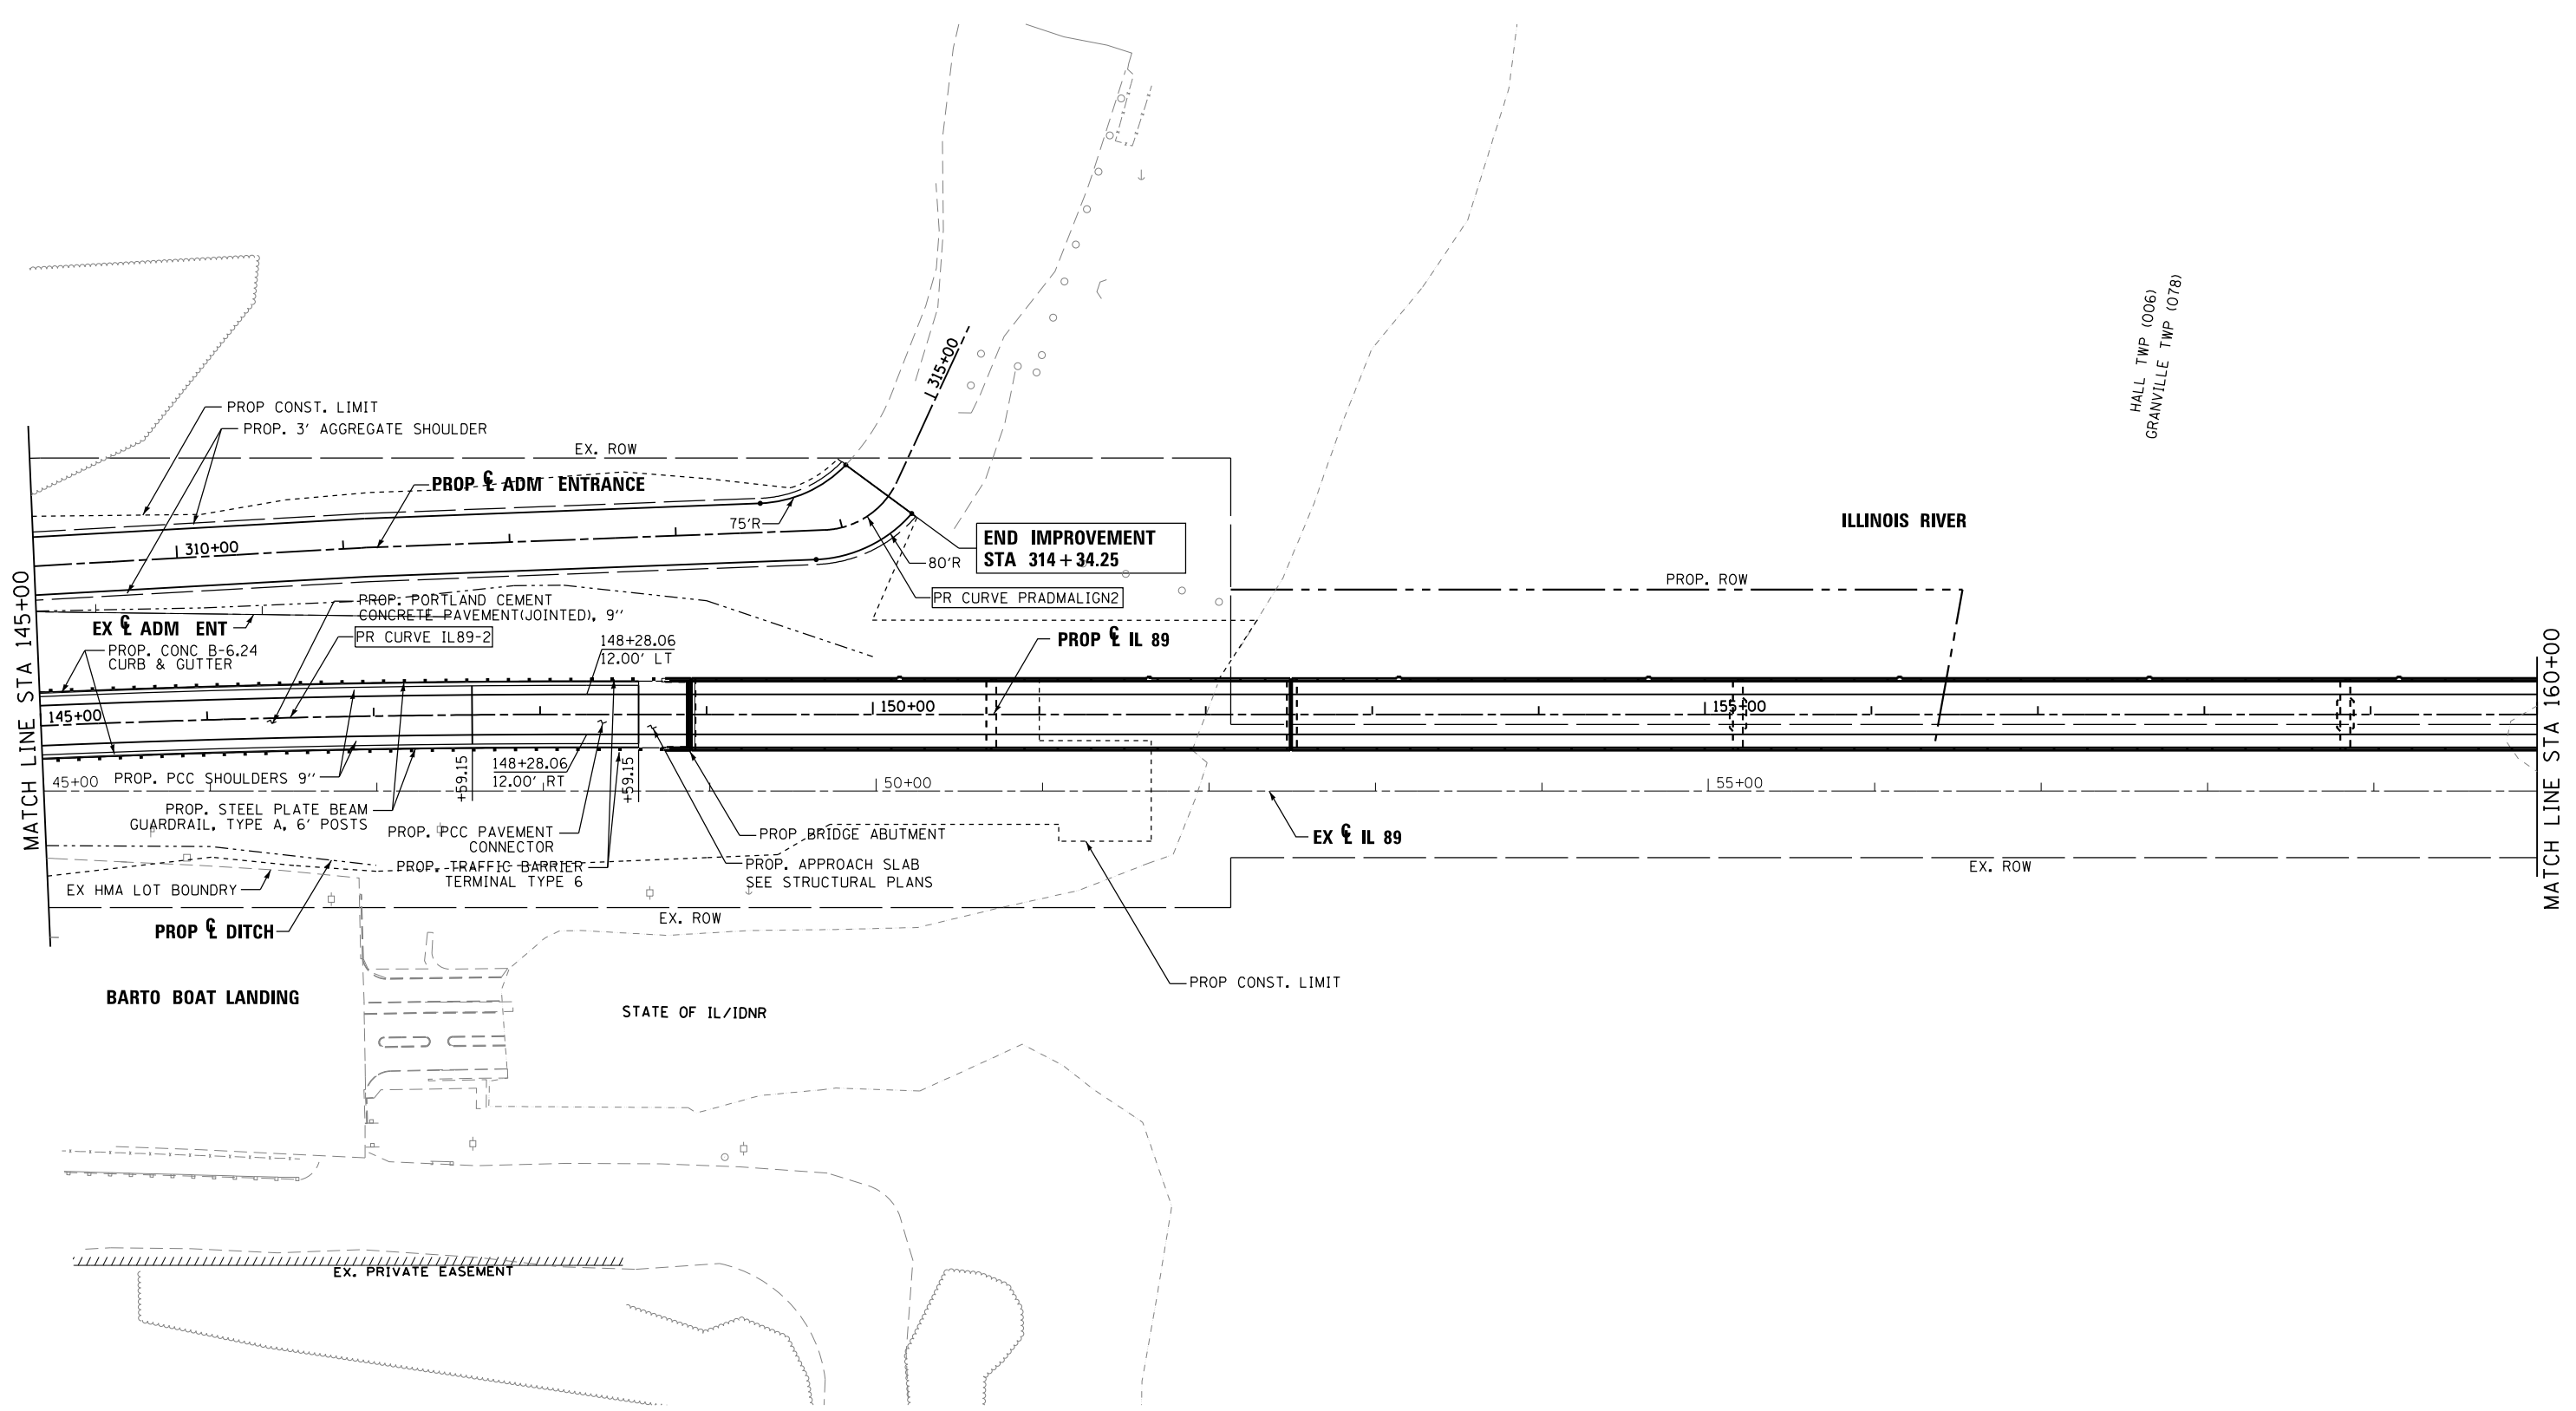 PROP CONST. LIMIT
PROP. 3' AGGREGATE SHOULDER
EX. ROW
PROP ℄ ADM ENTRANCE
315+00
310+00
75'R
80'R
END IMPROVEMENT
STA 314+34.25
PR CURVE PRADMALIGN2
HALL TWP (006)
GRANVILLE TWP (078)
ILLINOIS RIVER
PROP. ROW
MATCH LINE STA 145+00
PROP. PORTLAND CEMENT
CONCRETE PAVEMENT(JOINTED), 9''
EX ℄ ADM ENT
PR CURVE IL89-2
PROP. CONC B-6.24
CURB & GUTTER
148+28.06
12.00' LT
PROP ℄ IL 89
145+00
150+00
155+00
MATCH LINE STA 160+00
PROP. PCC SHOULDERS 9''
148+28.06
12.00' RT
+59.15
+59.15
45+00
50+00
55+00
PROP. STEEL PLATE BEAM
GUARDRAIL, TYPE A, 6' POSTS
PROP. PCC PAVEMENT
CONNECTOR
PROP BRIDGE ABUTMENT
EX ℄ IL 89
PROP. TRAFFIC BARRIER
TERMINAL TYPE 6
PROP. APPROACH SLAB
SEE STRUCTURAL PLANS
EX. ROW
EX HMA LOT BOUNDRY
EX. ROW
PROP ℄ DITCH
PROP CONST. LIMIT
BARTO BOAT LANDING
STATE OF IL/IDNR
EX. PRIVATE EASEMENT